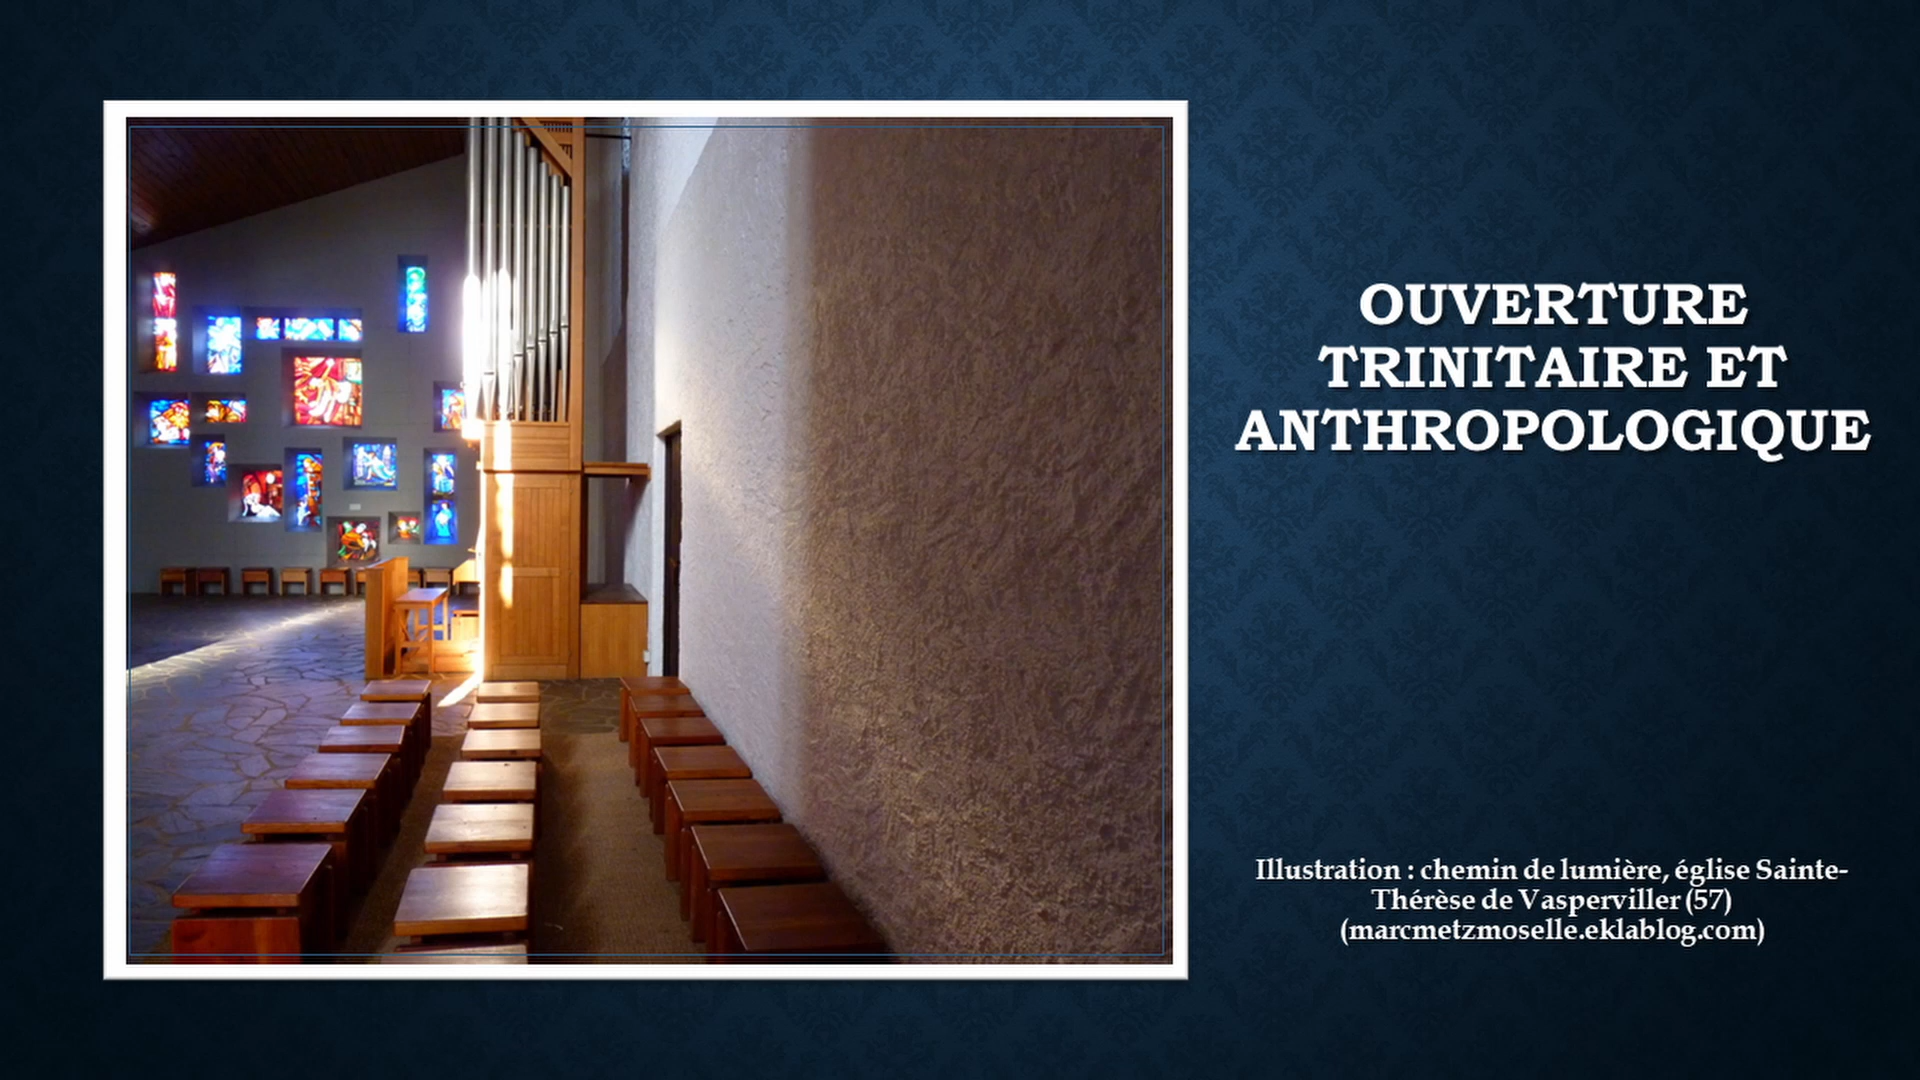 OUVERTURE
TRINITAIRE ET
ANTHROPOLOGIQUE
Illustration : chemin de lumière, église Sainte-
Thérèse de Vasperviller (57)
(marcmetzmoselle.eklablog.com)